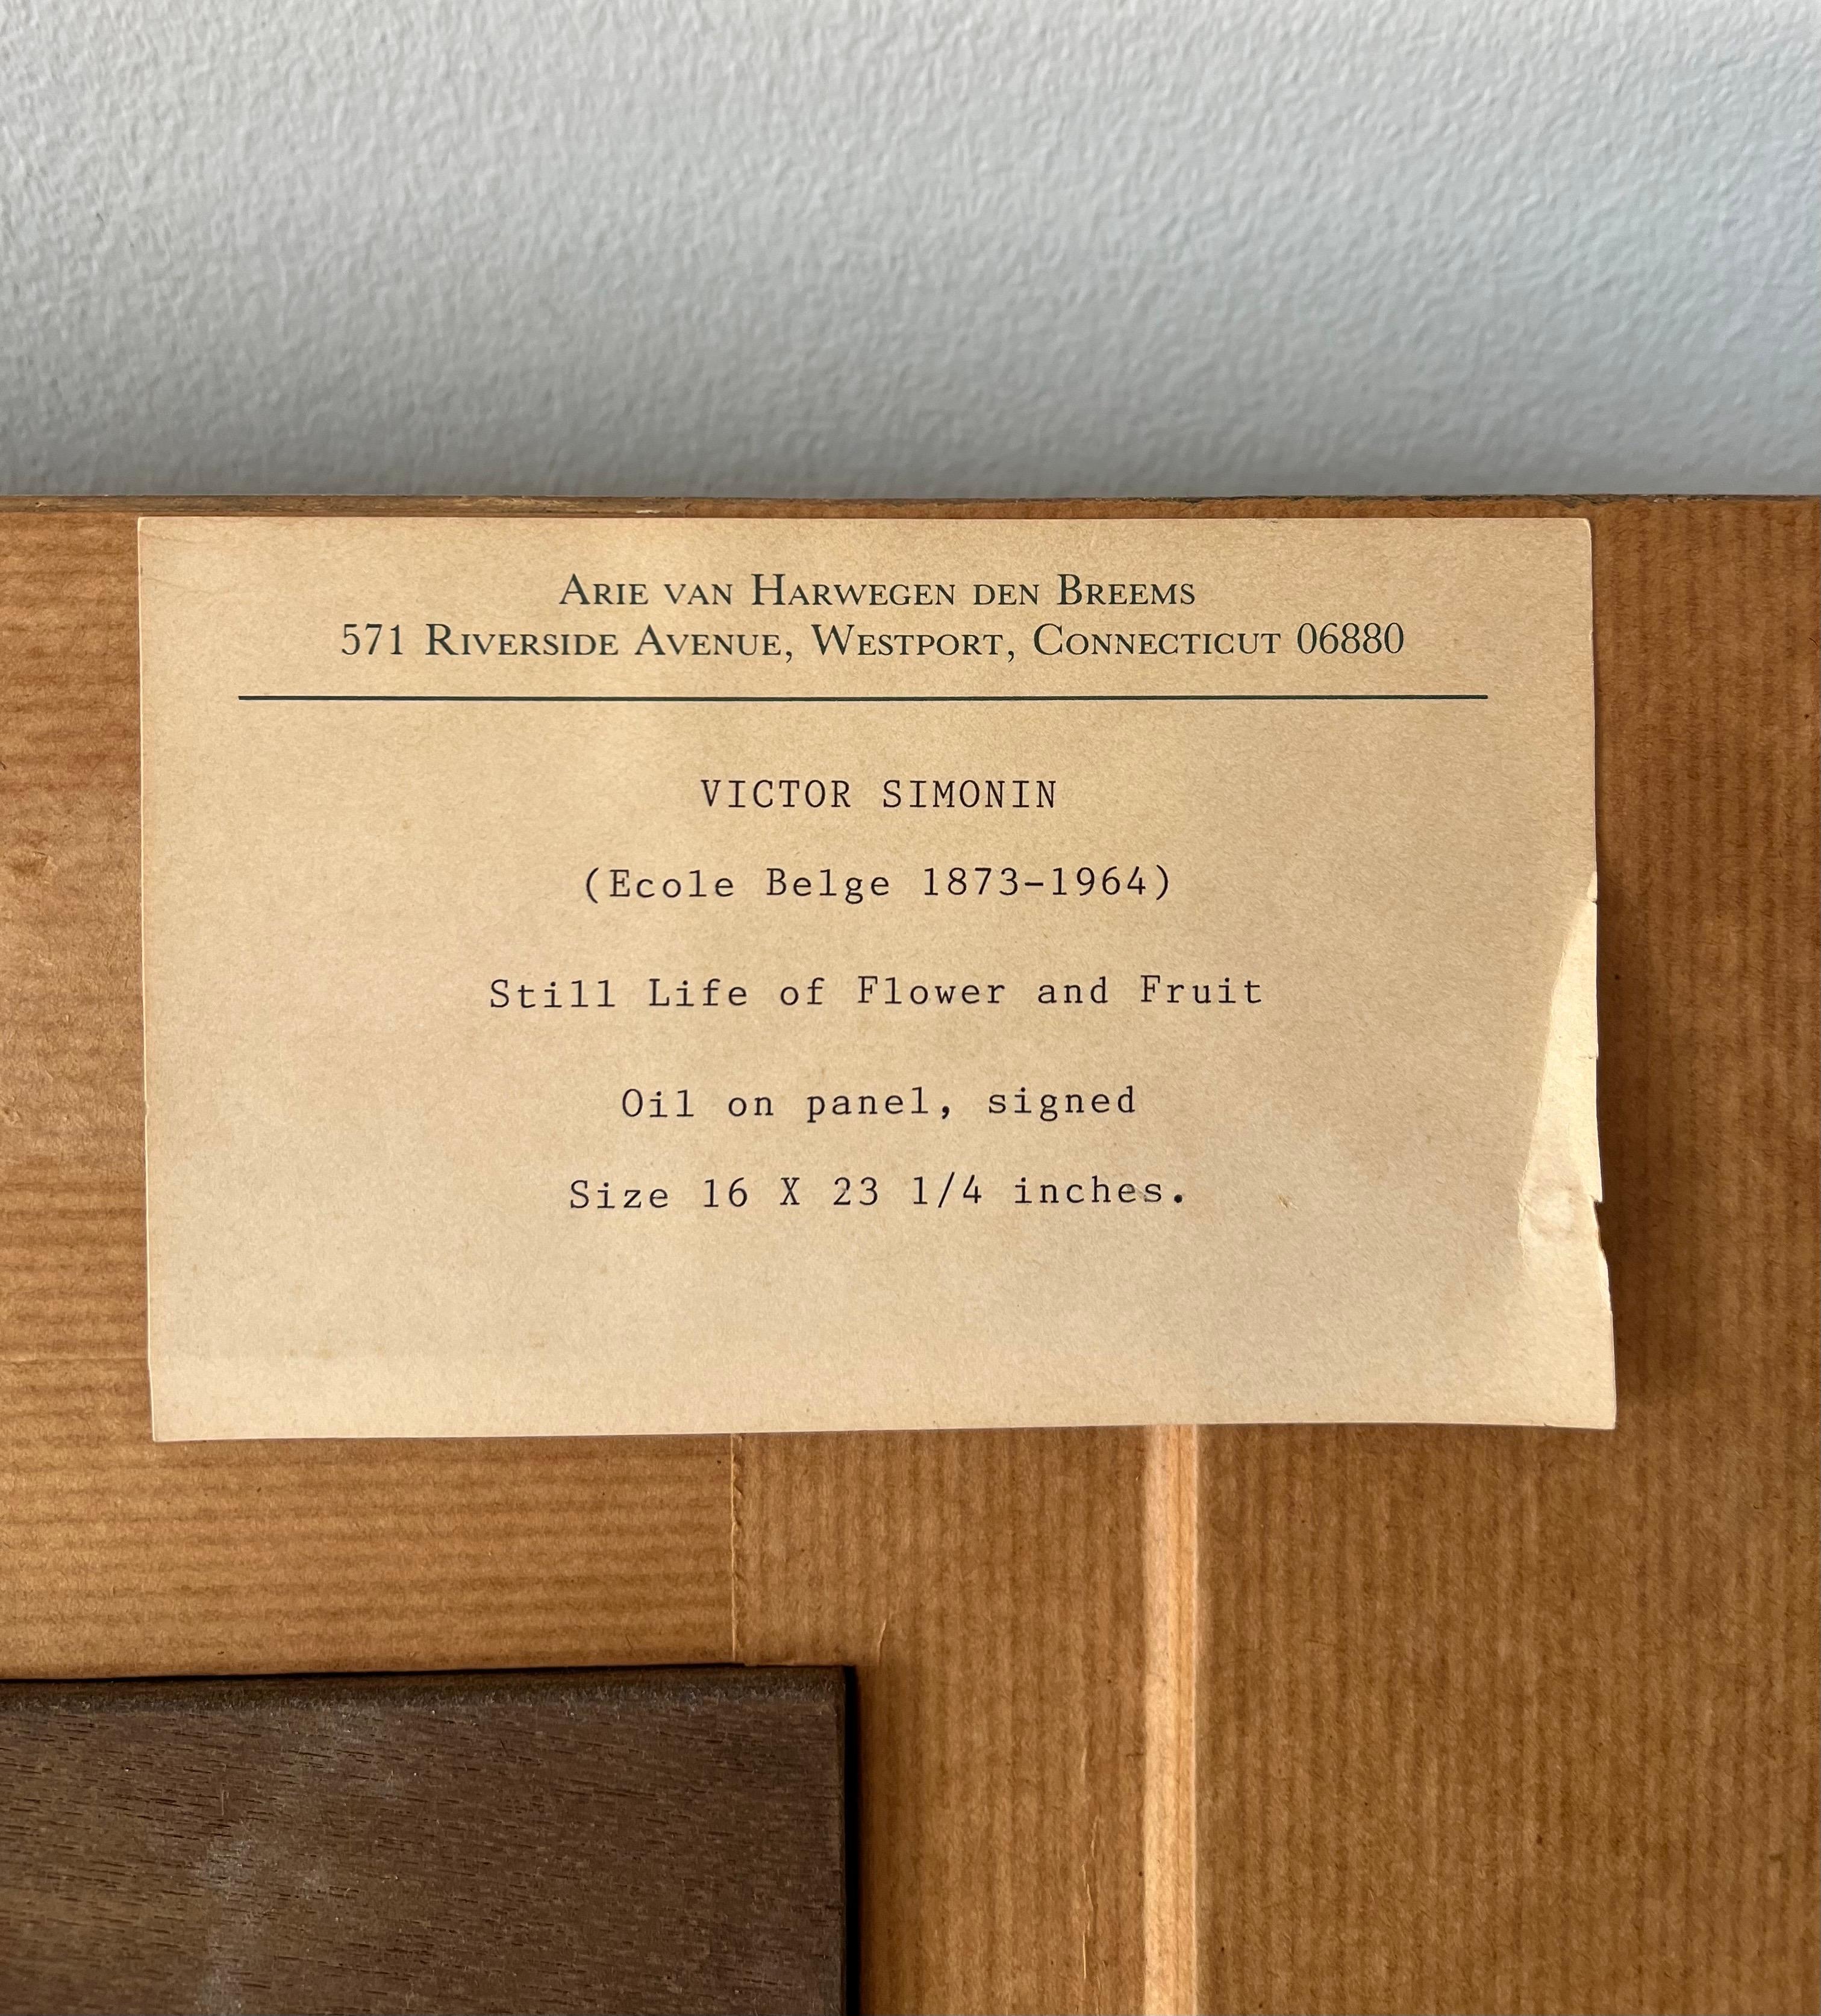 Arie van Harwegen den Breems
571 Riverside Avenue, Westport, Connecticut 06880
VICTOR SIMONIN
(Ecole Belge 1873-1964)
Still Life of Flower and Fruit
Oil on panel, signed
Size 16 X 23 1/4 inches.